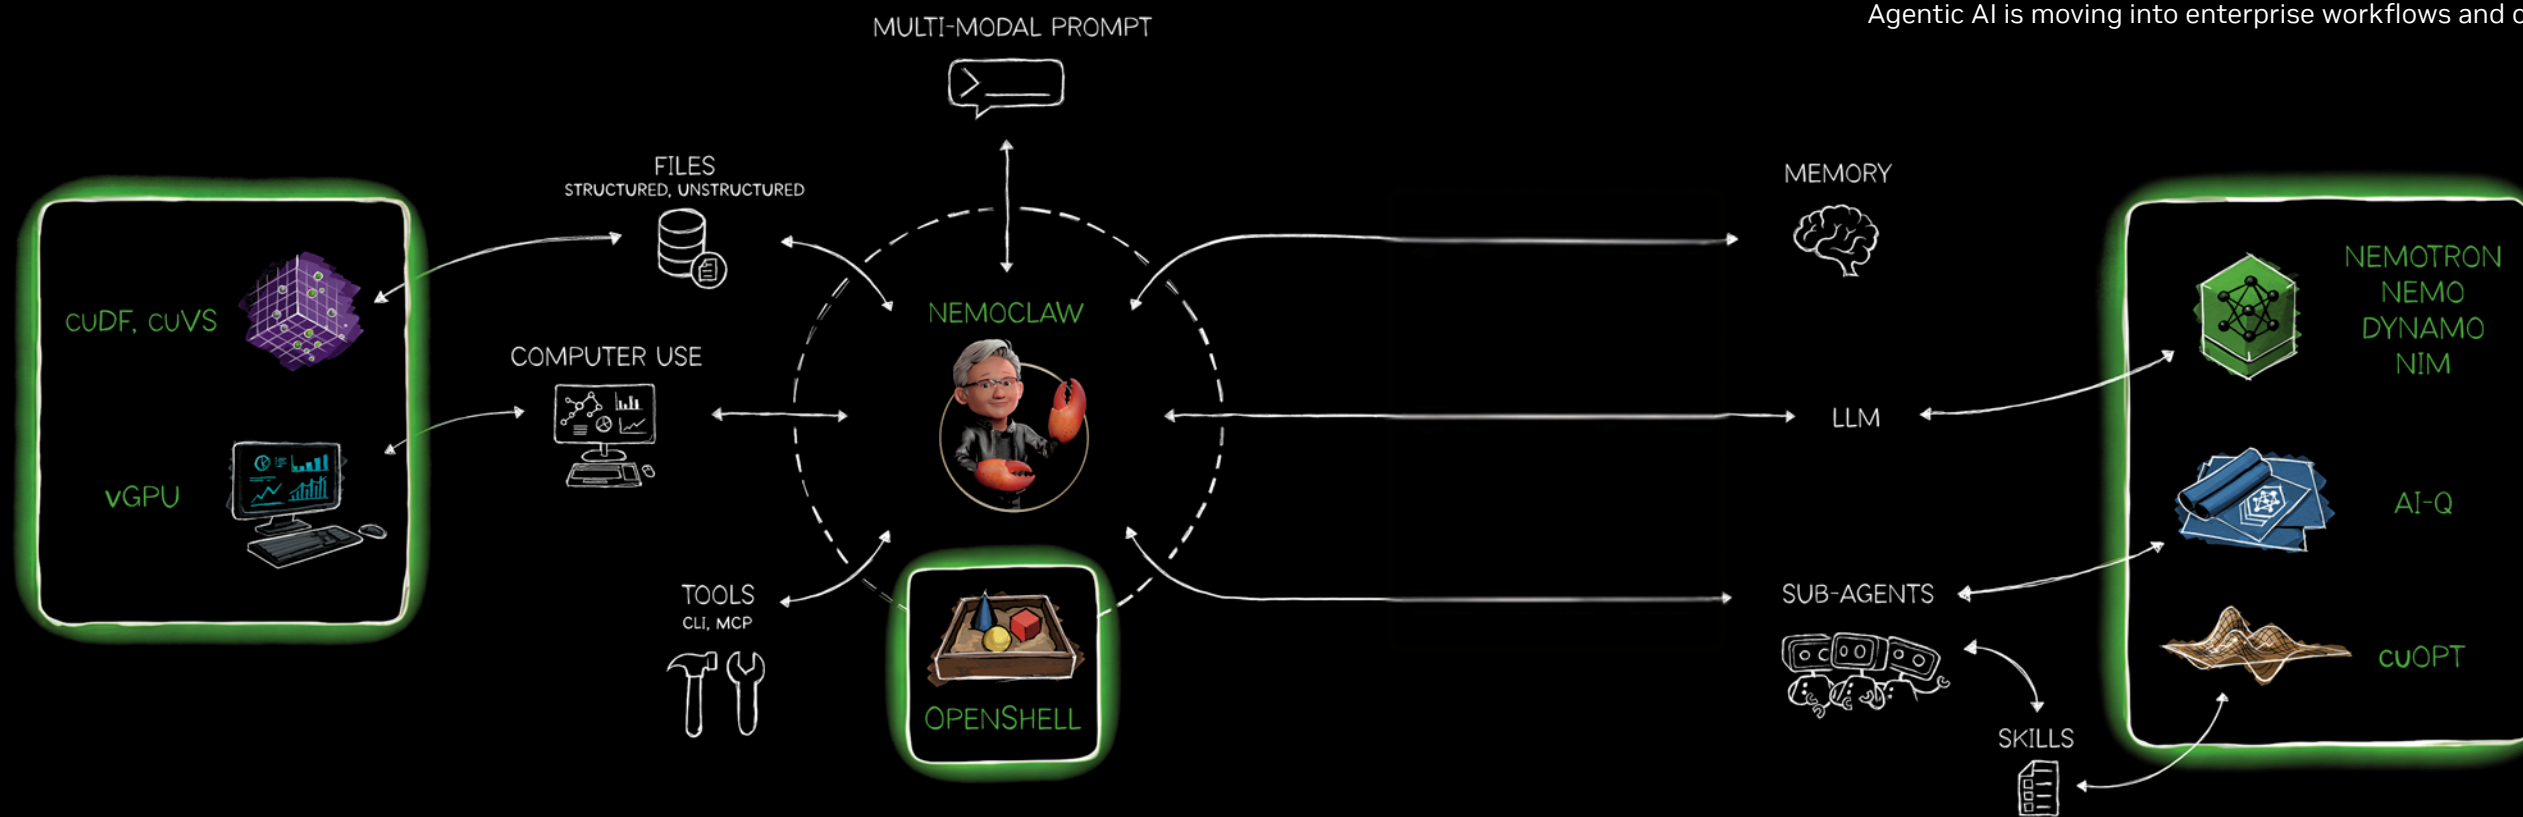 Agentic AI is moving into enterprise workflows and
MULTI-MODAL PROMPT
FILES
STRUCTURED, UNSTRUCTURED
MEMORY
cuDF, cuVS
NEMOCLAW
NEMOTRON
NEMO
DYNAMO
NIM
COMPUTER USE
LLM
vGPU
AI-Q
TOOLS
CLI, MCP
SUB-AGENTS
cuOPT
OPENSHELL
SKILLS